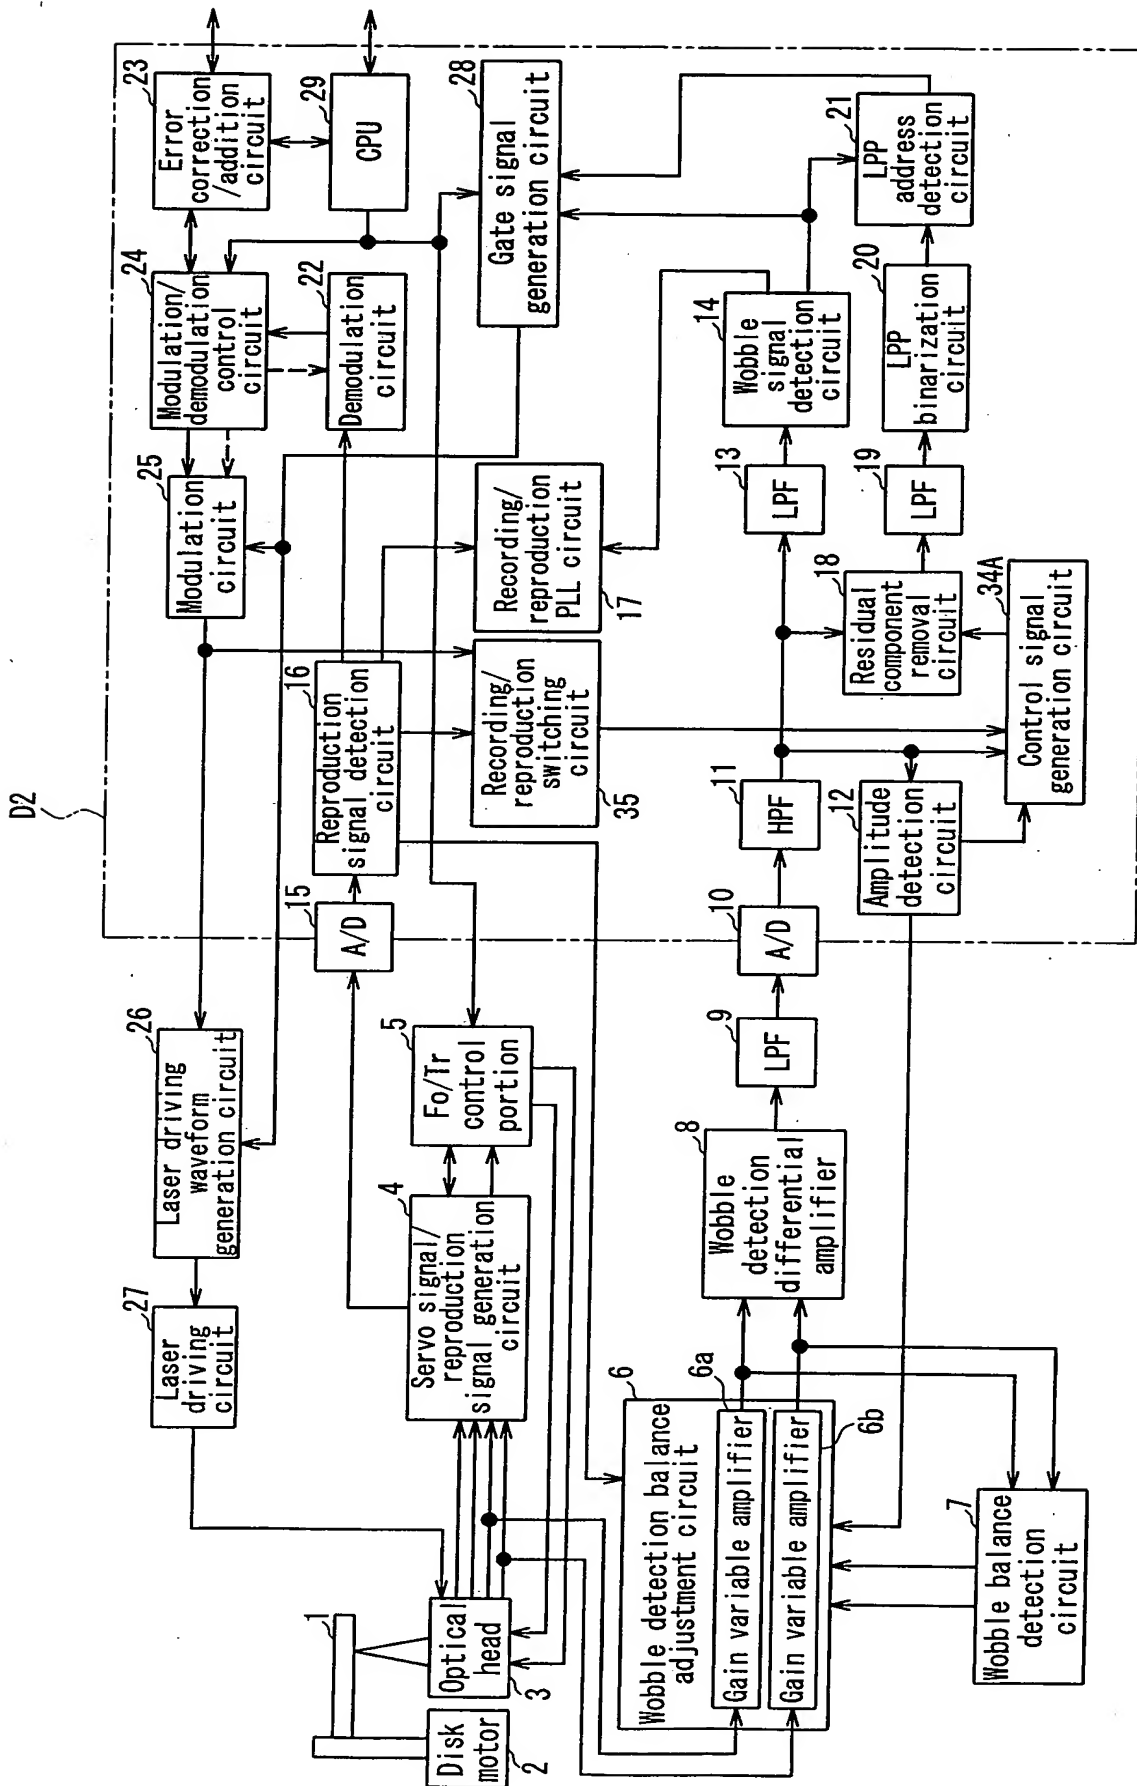 D2
23
Error
correction
/addition
circuit
29
CPU
28
Gate signal
generation circuit
21
LPP
address
detection
circuit
24
Modulation/
demodulation
control
circuit
22
Demodulation
circuit
14
Wobble
signal
detection
circuit
20
LPP
binarization
circuit
25
Modulation
circuit
Recording/
reproduction
PLL circuit
17
13
LPF
19
LPF
16
Reproduction
signal detection
circuit
Recording/
reproduction
switching
circuit
35
18
Residual
component
removal
circuit
34A
Control signal
generation circuit
11
HPF
12
Amplitude
detection
circuit
15
A/D
10
A/D
26
Laser driving
waveform
generation circuit
5
Fo/Tr
control
portion
9
LPF
27
Laser
driving
circuit
4
Servo signal/
reproduction
signal generation
circuit
8
Wobble
detection
differential
amplifier
1
Optical
head
3
Disk
motor
2
6
Wobble detection balance
adjustment circuit
6a
Gain variable amplifier
Gain variable amplifier
6b
7
Wobble balance
detection
circuit